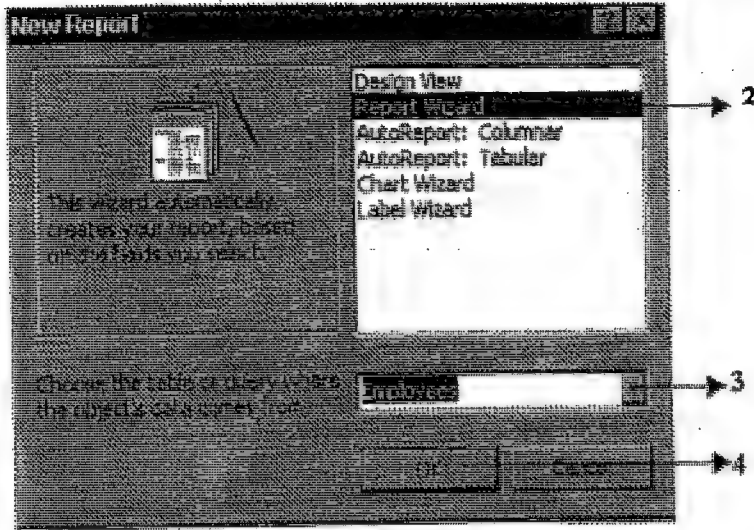 New Report
Design View
Report Wizard
AutoReport: Columnar
AutoReport: Tabular
Chart Wizard
Label Wizard
This wizard automatically
creates your report, based
on the fields you select.
Choose the table or query where
the object's data comes from:
Employees
OK
Cancel
2
3
4